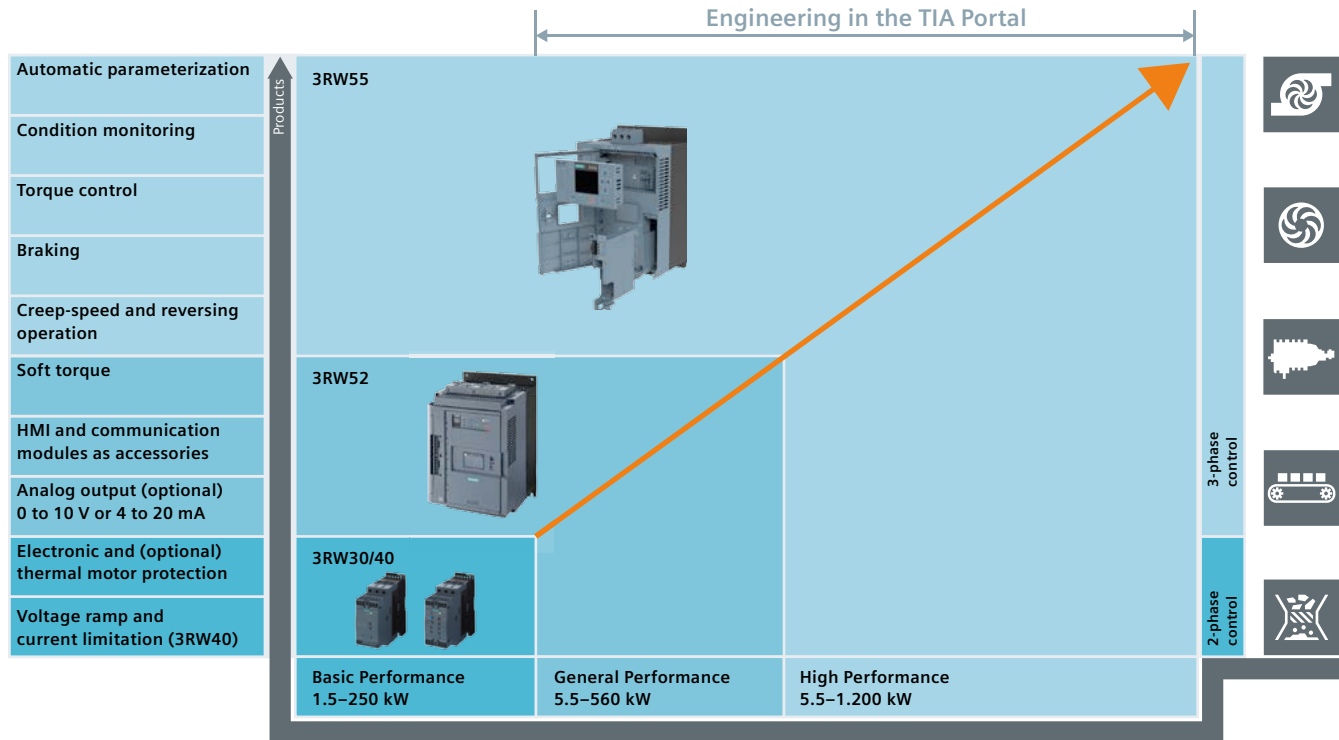 Engineering in the TIA Portal
Automatic parameterization
Condition monitoring
Torque control
Braking
Creep-speed and reversing
operation
Soft torque
HMI and communication
modules as accessories
Analog output (optional)
0 to 10 V or 4 to 20 mA
Electronic and (optional)
thermal motor protection
Voltage ramp and
current limitation (3RW40)
Products
3RW55
3RW52
3RW30/40
3-phase
control
2-phase
control
Basic Performance
1.5–250 kW
General Performance
5.5–560 kW
High Performance
5.5–1.200 kW